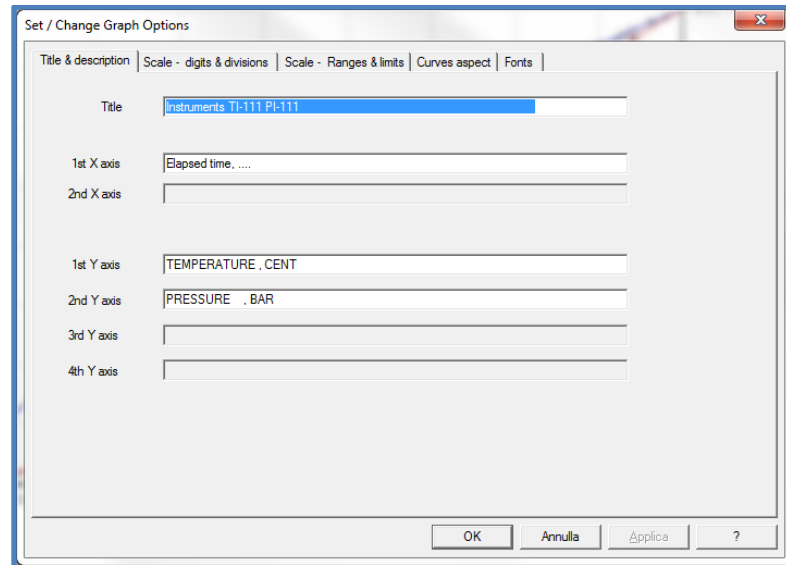 Set / Change Graph Options
Title & description Scale - digits & divisions Scale - Ranges & limits Curves aspect Fonts
Title Instruments TI-111 PI-111
1st X axis Elapsed time, ....
2nd X axis
1st Y axis TEMPERATURE , CENT
2nd Y axis PRESSURE , BAR
3rd Y axis
4th Y axis
OK Annulla Applica ?